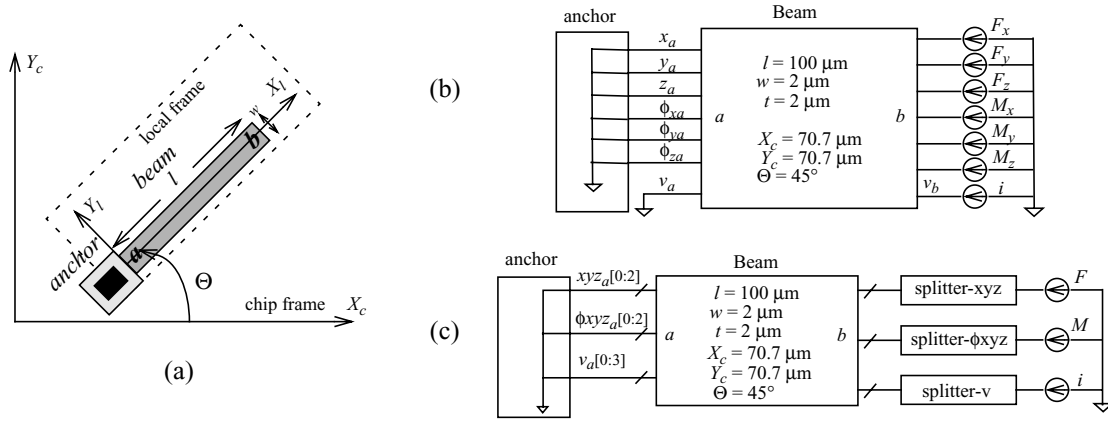 Y_c
local frame
X_l
w
b
beam
l
Y_l
a
anchor
Θ
chip frame
X_c
(a)
(b)
anchor
Beam
x_a
y_a
z_a
ϕ_xa
ϕ_ya
ϕ_za
v_a
a
l = 100 μm
w = 2 μm
t = 2 μm
X_c = 70.7 μm
Y_c = 70.7 μm
Θ = 45°
b
F_x
F_y
F_z
M_x
M_y
M_z
v_b i
(c)
anchor
Beam
xyz_a[0:2]
ϕxyz_a[0:2]
v_a[0:3]
a
l = 100 μm
w = 2 μm
t = 2 μm
X_c = 70.7 μm
Y_c = 70.7 μm
Θ = 45°
b
splitter-xyz F
splitter-ϕxyz M
splitter-v i